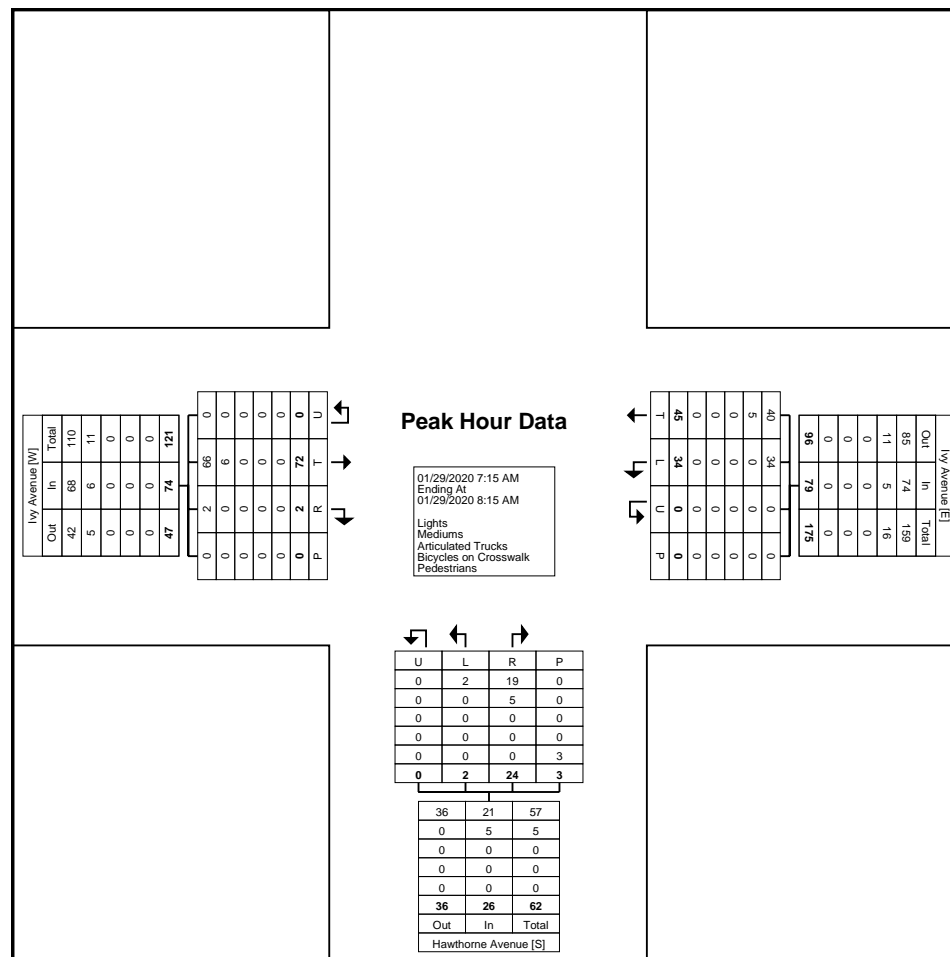 Peak Hour Data
01/29/2020 7:15 AM
Ending At
01/29/2020 8:15 AM
Lights
Mediums
Articulated Trucks
Bicycles on Crosswalk
Pedestrians
Ivy Avenue [W]
Out In Total
42 68 110
5 6 11
0 0 0
0 0 0
0 0 0
47 74 121
0 2 66 0
0 0 6 0
0 0 0 0
0 0 0 0
0 0 0 0
0 2 72 0
P R T U
Ivy Avenue [E]
Out In Total
85 74 159
11 5 16
0 0 0
0 0 0
0 0 0
96 79 175
40 34 0 0
5 0 0 0
0 0 0 0
0 0 0 0
0 0 0 0
45 34 0 0
T L U P
U L R P
0 2 19 0
0 0 5 0
0 0 0 0
0 0 0 0
0 0 0 3
0 2 24 3
36 21 57
0 5 5
0 0 0
0 0 0
0 0 0
36 26 62
Out In Total
Hawthorne Avenue [S]